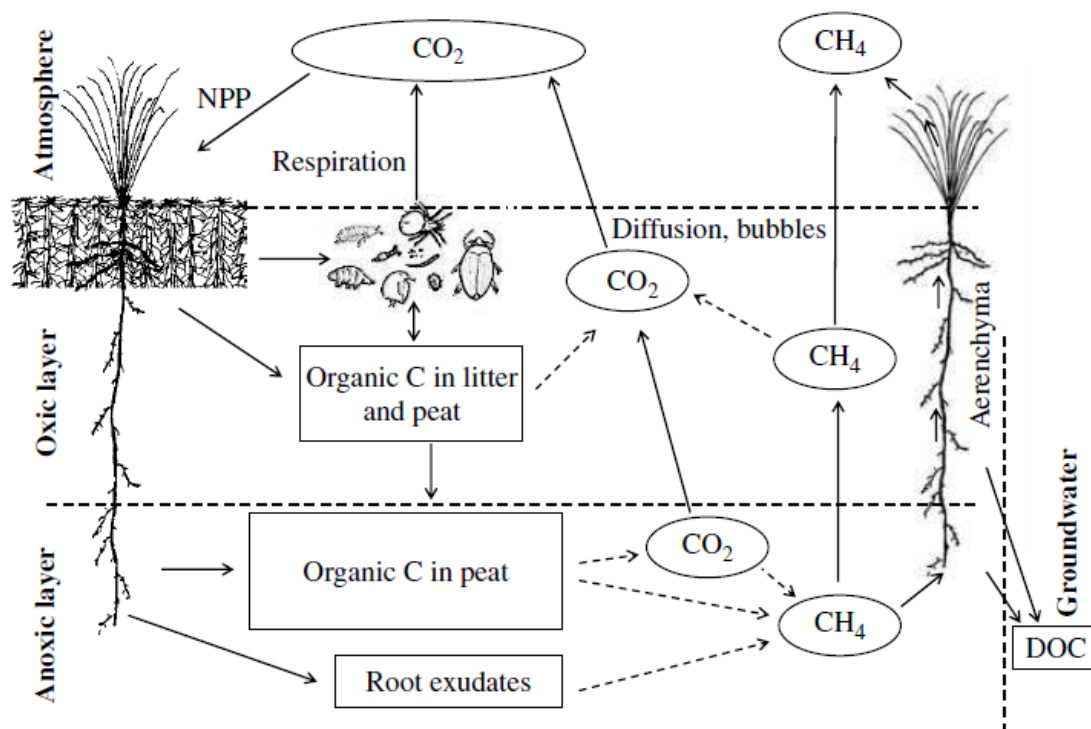 Atmosphere
CO₂
CH₄
NPP
Respiration
Diffusion, bubbles
Oxic layer
CO₂
CH₄
Aerenchyma
Organic C in litter
and peat
Anoxic layer
Organic C in peat
CO₂
CH₄
Root exudates
Groundwater
DOC